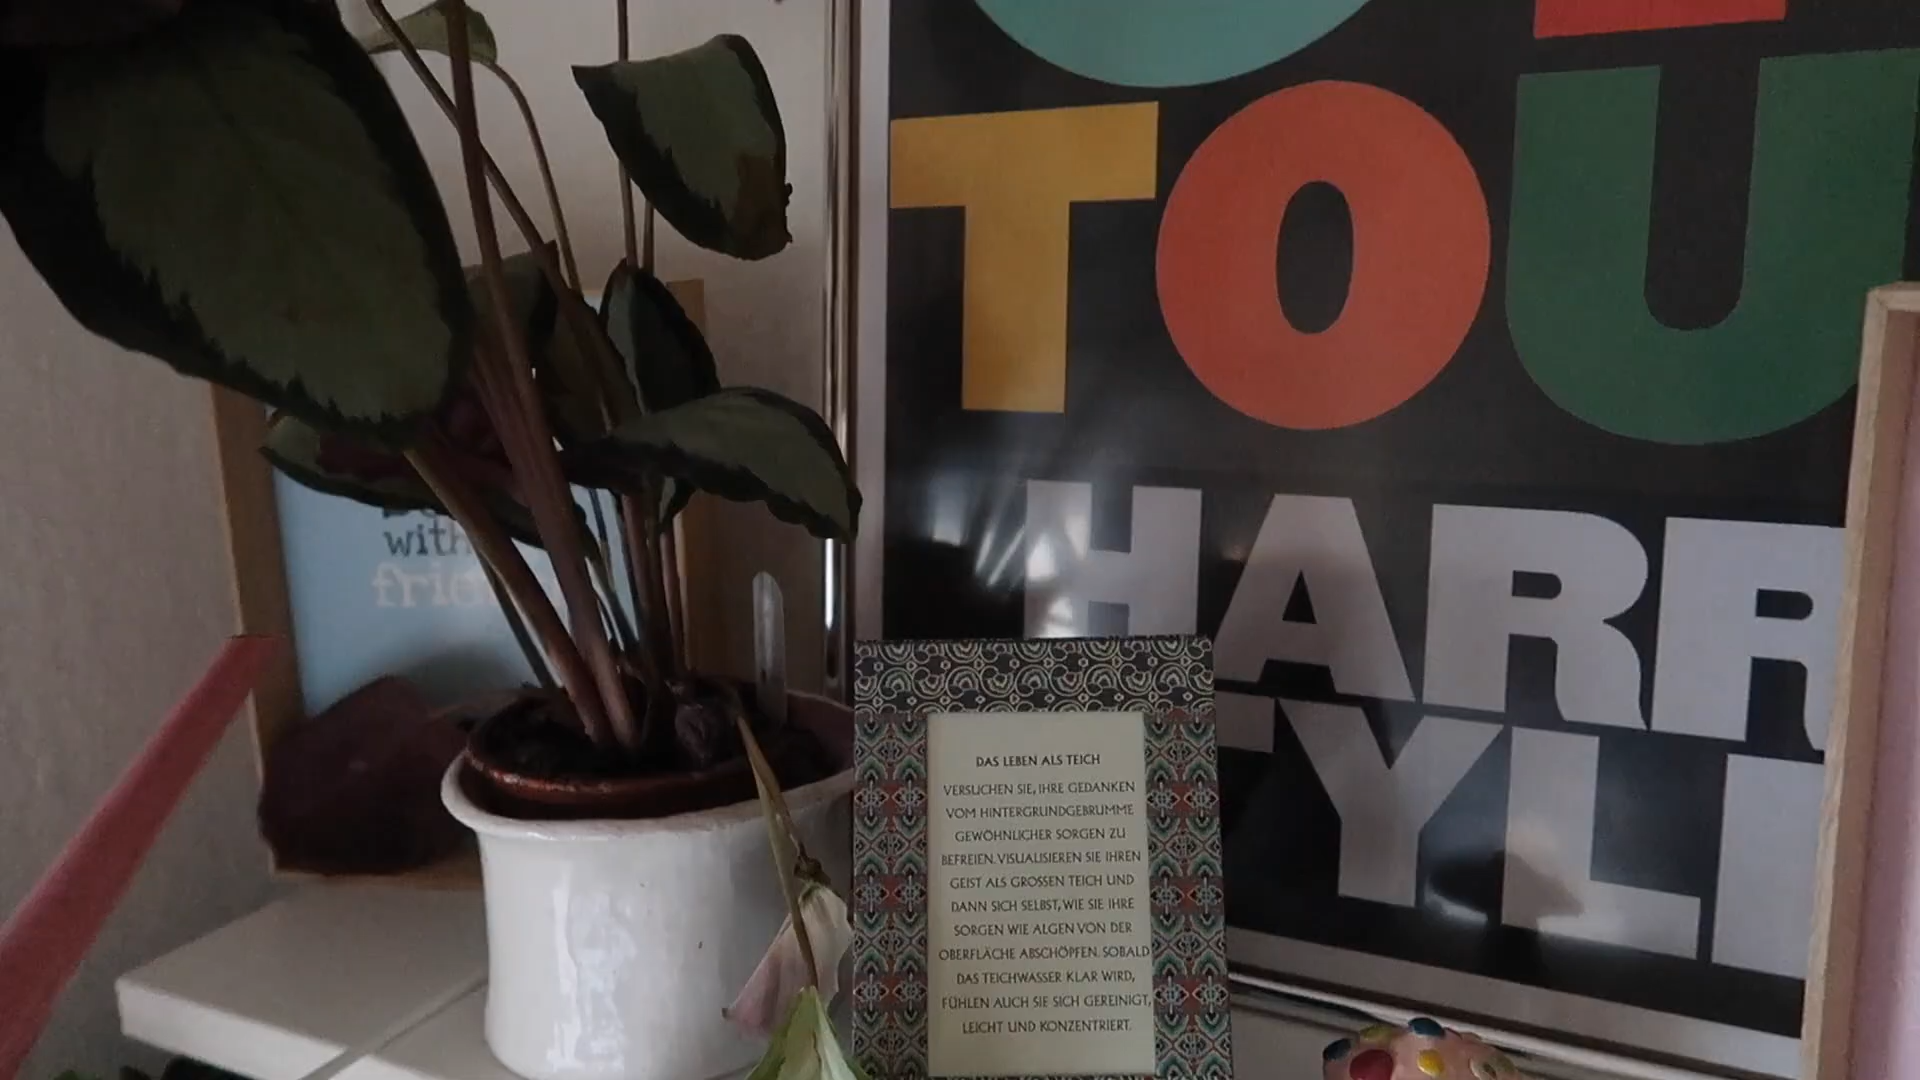 TOU
HARR
YL
with
DAS LEBEN ALS TEICH
VERSUCHEN SIE, IHRE GEDANKEN
VOM HINTERGRUNDGEBRUMME
GEWÖHNLICHER SORGEN ZU
BEFREIEN. VISUALISIEREN SIE IHREN
GEIST ALS GROSSEN TEICH UND
DANN SICH SELBST, WIE SIE IHRE
SORGEN WIE ALGEN VON DER
OBERFLÄCHE ABSCHÖPFEN. SOBALD
DAS TEICHWASSER KLAR WIRD,
FÜHLEN AUCH SIE SICH GEREINIGT,
LEICHT UND KONZENTRIERT.